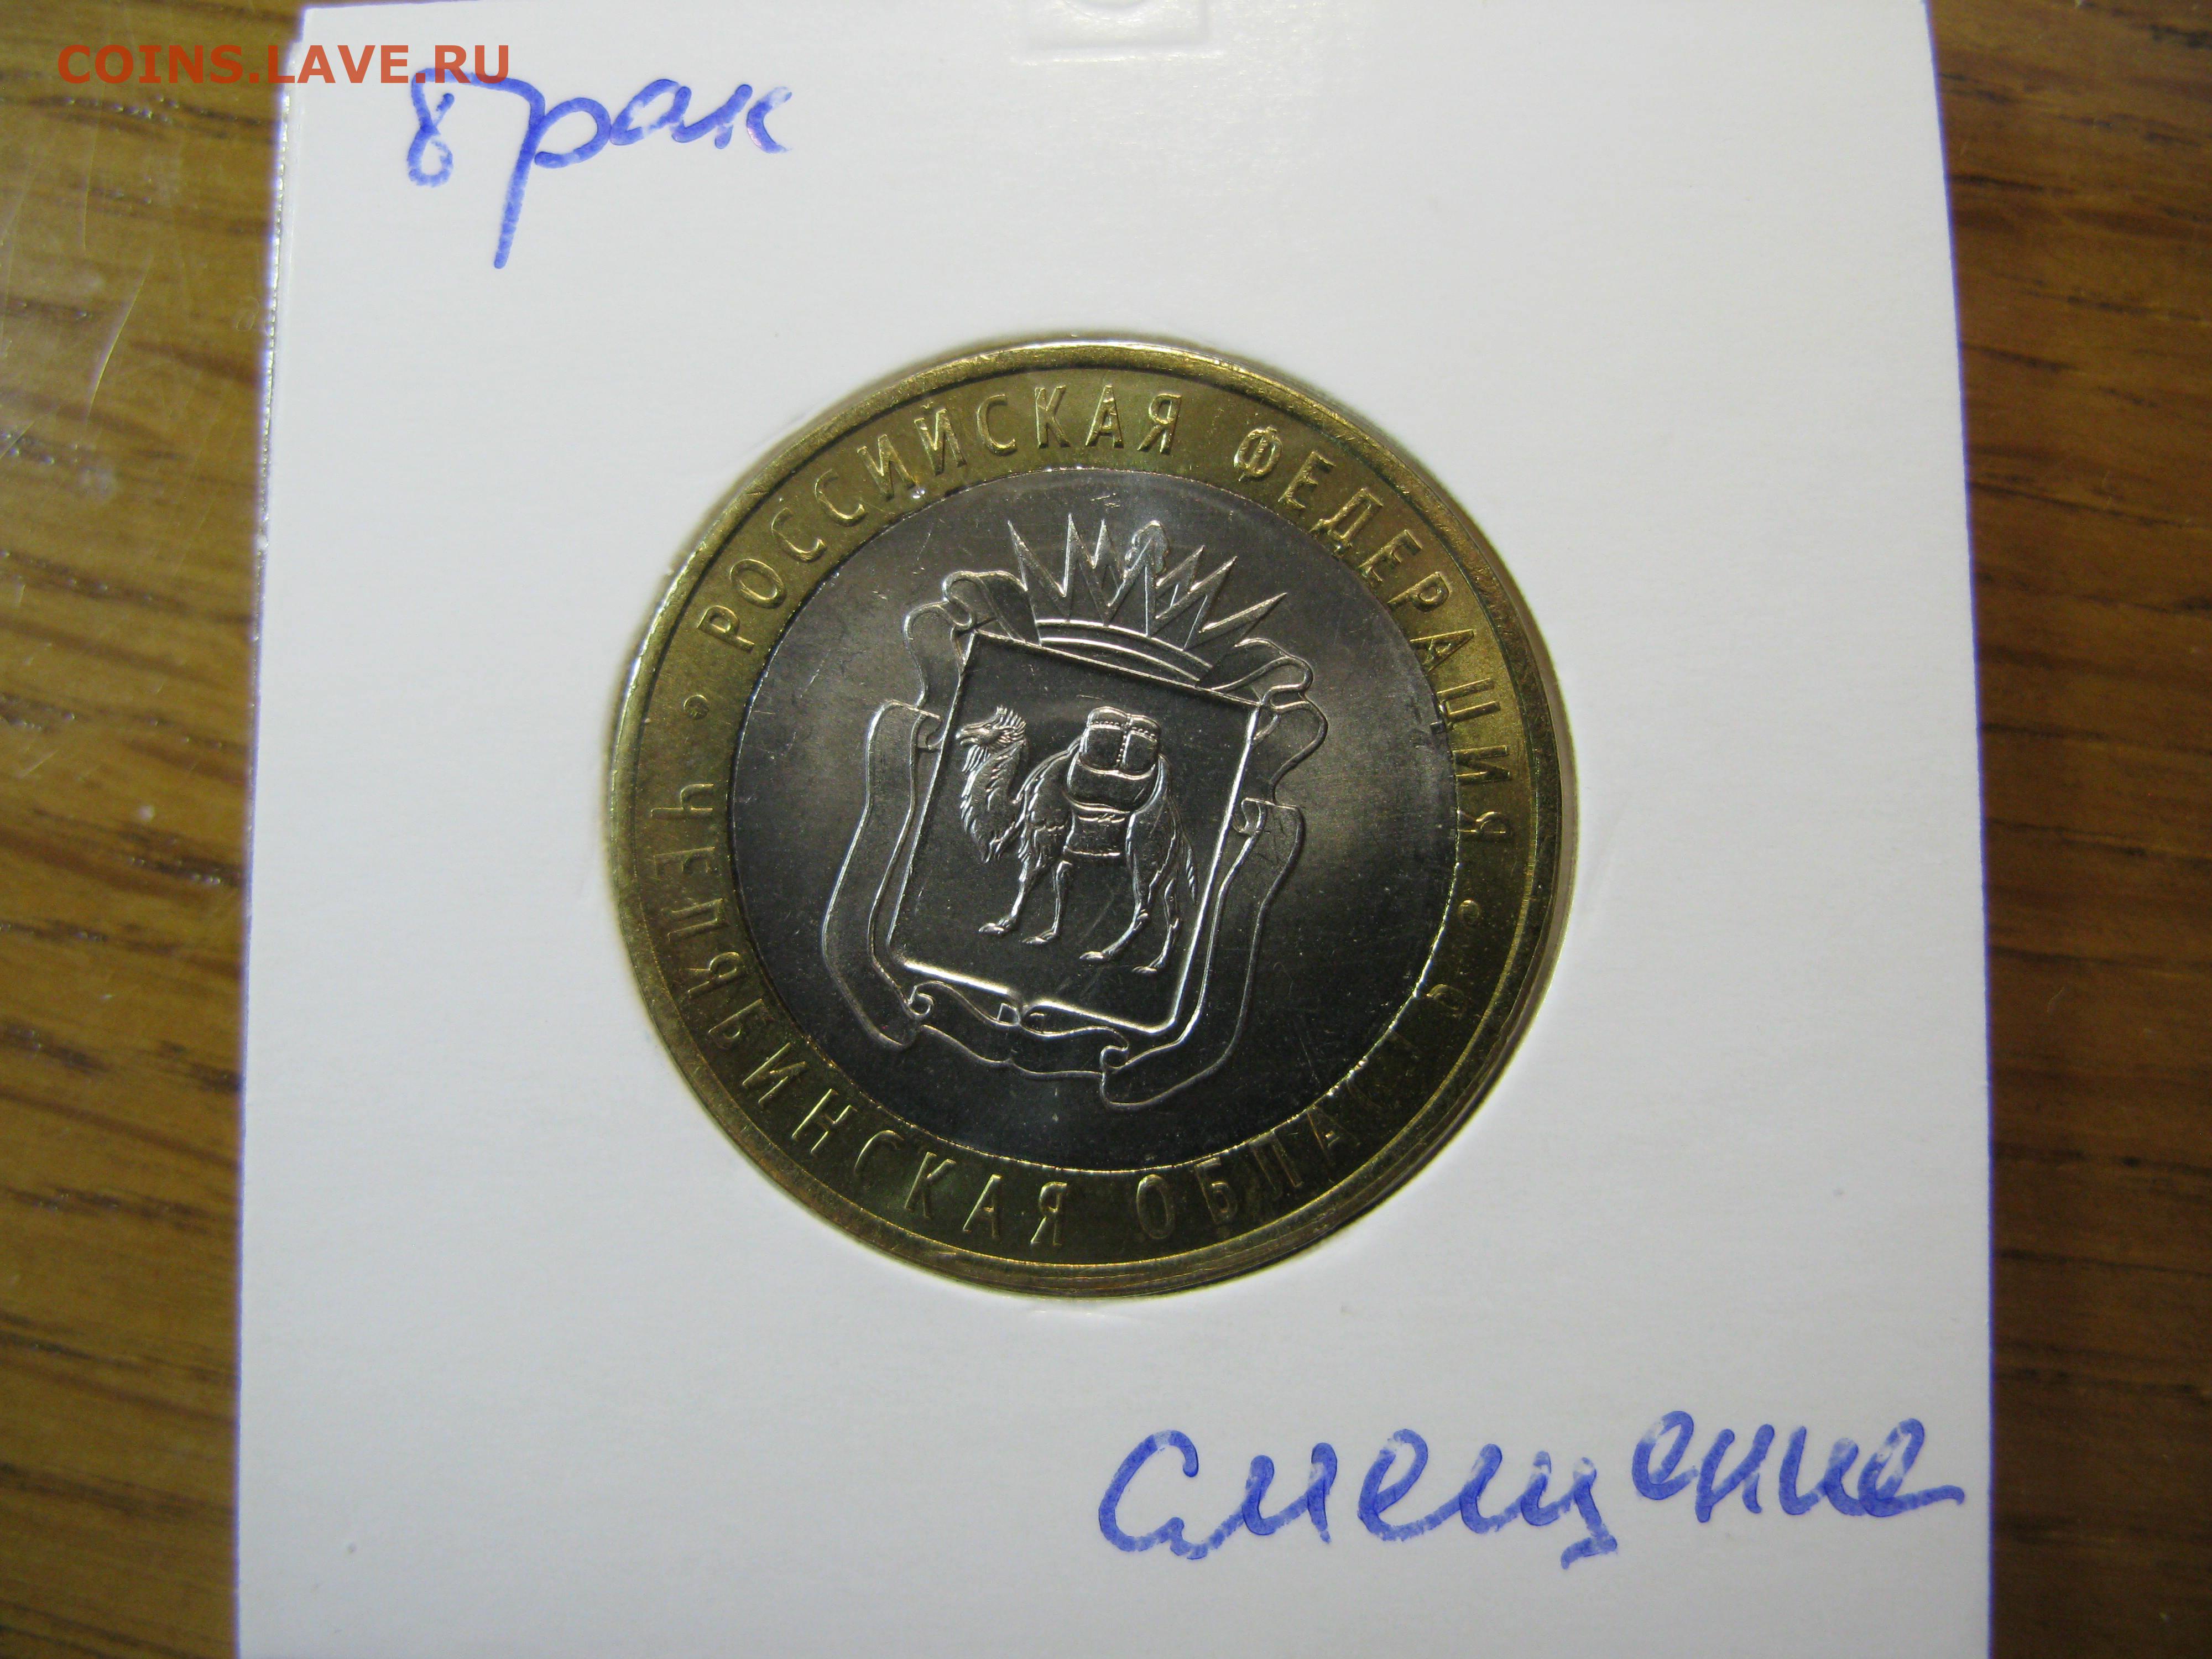 COINS.LAVE.RU
брак
РОССИЙСКАЯ ФЕДЕРАЦИЯ
ЧЕЛЯБИНСКАЯ ОБЛАСТЬ
смещение